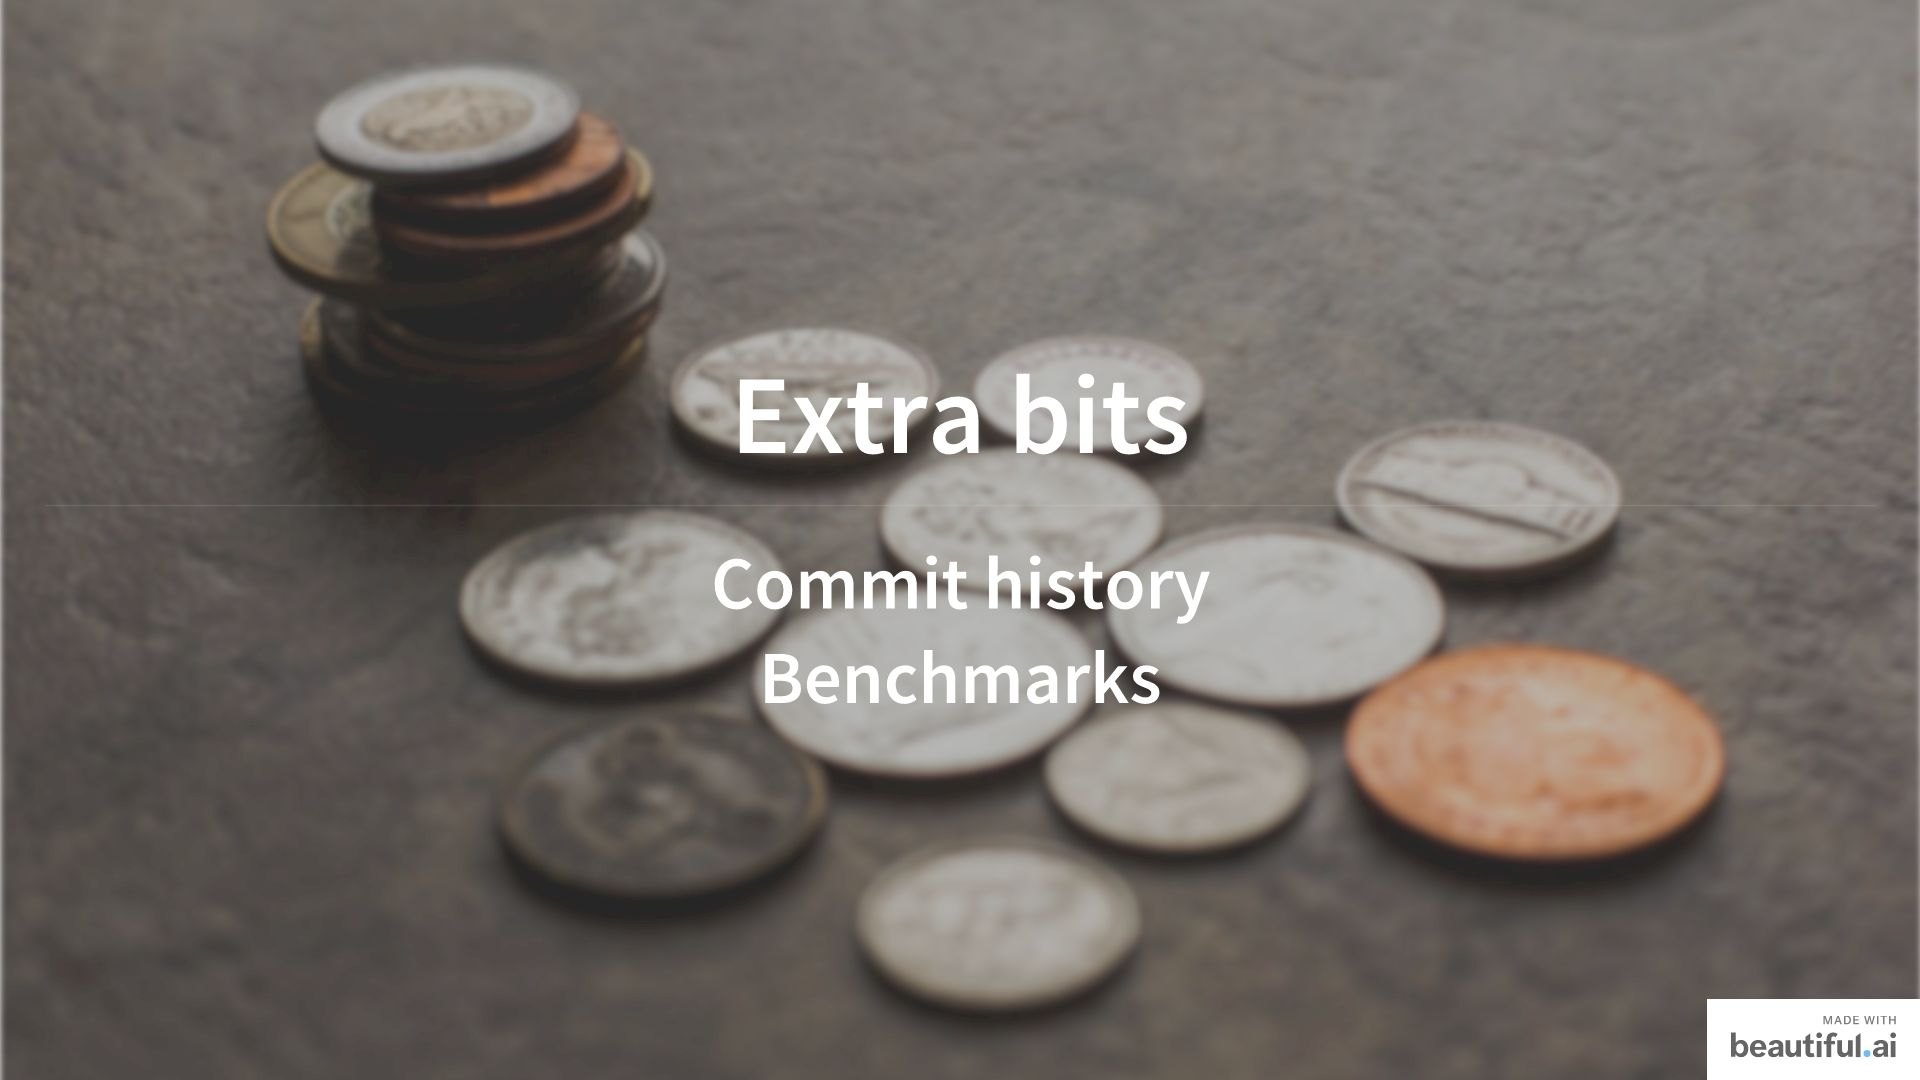 Extra bits
Commit history
Benchmarks
MADE WITH
beautiful.ai